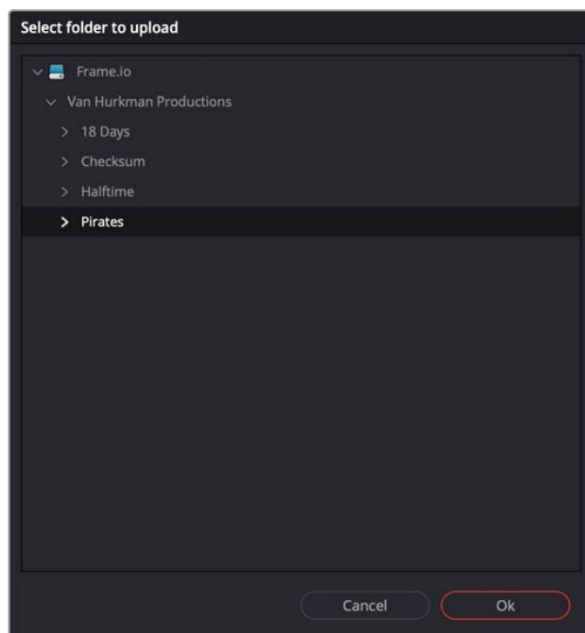 Select folder to upload
Frame.io
Van Hurkman Productions
18 Days
Checksum
Halftime
Pirates
Cancel
Ok